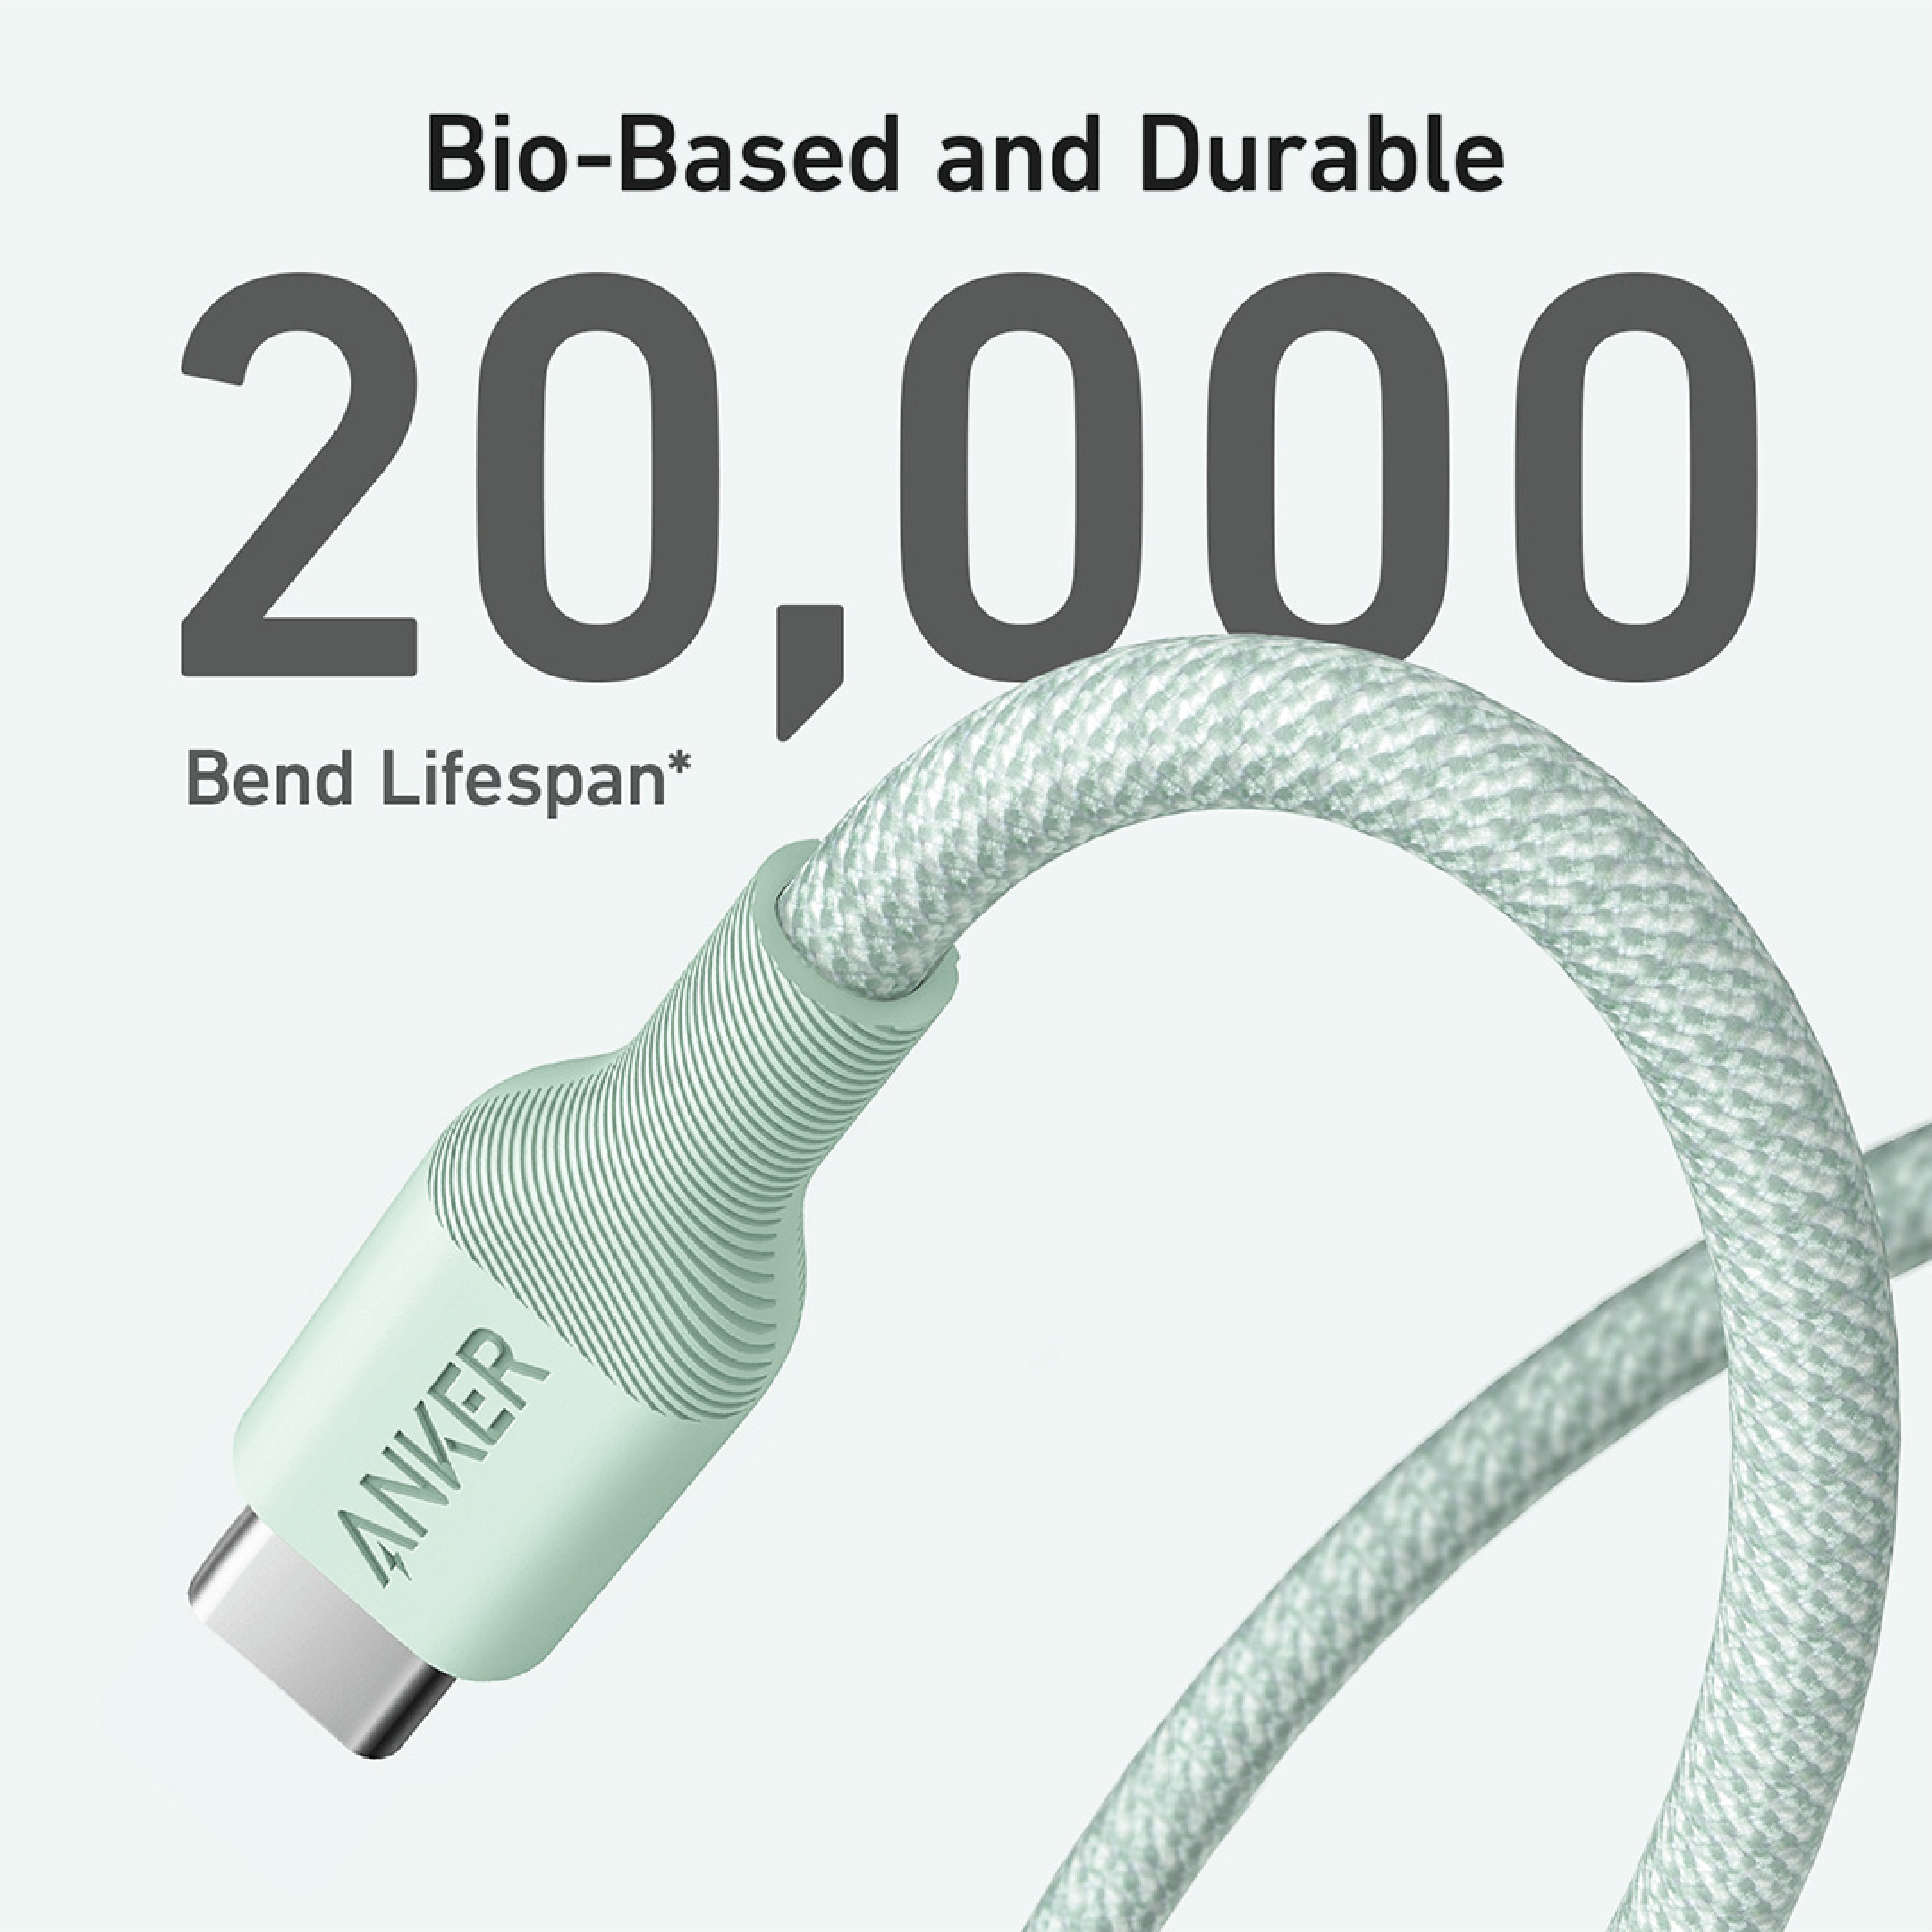 Bio-Based and Durable
20,000
Bend Lifespan*
ANKER